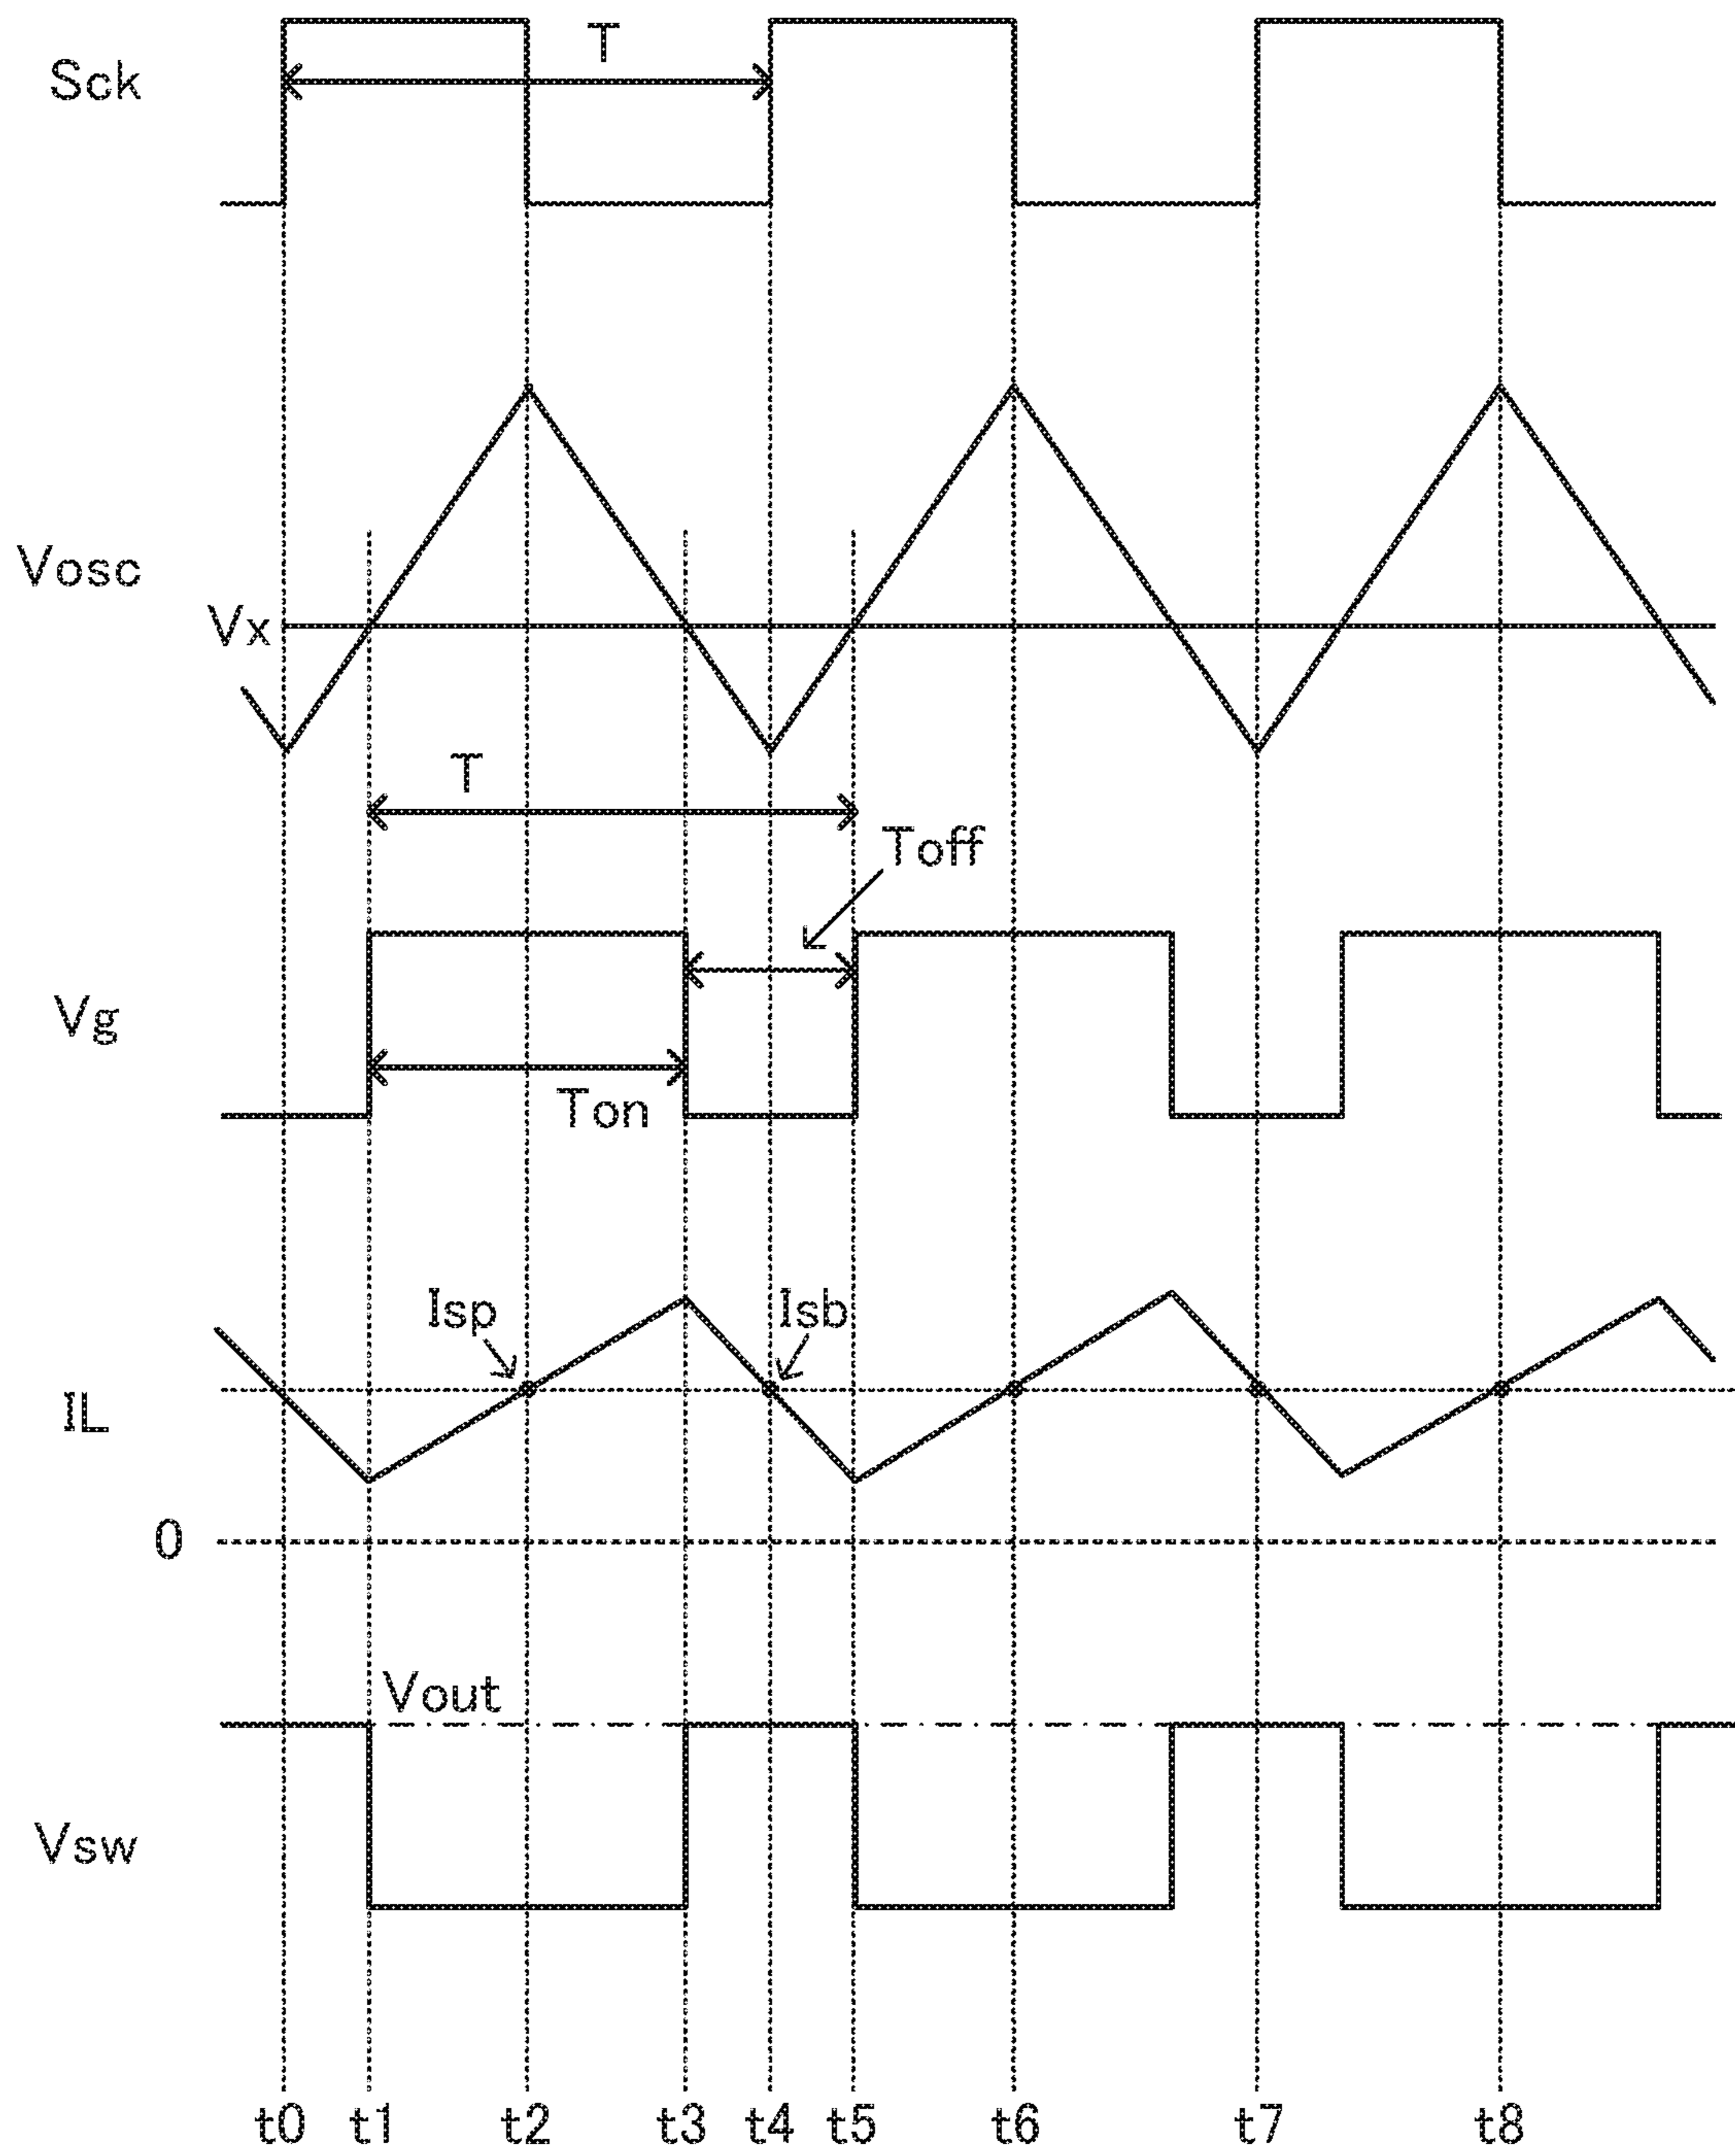 T
Sck
Vosc
Vx
T
Toff
Vg
Ton
Isp
Isb
IL
0
Vout
Vsw
t0 t1 t2 t3 t4 t5 t6 t7 t8